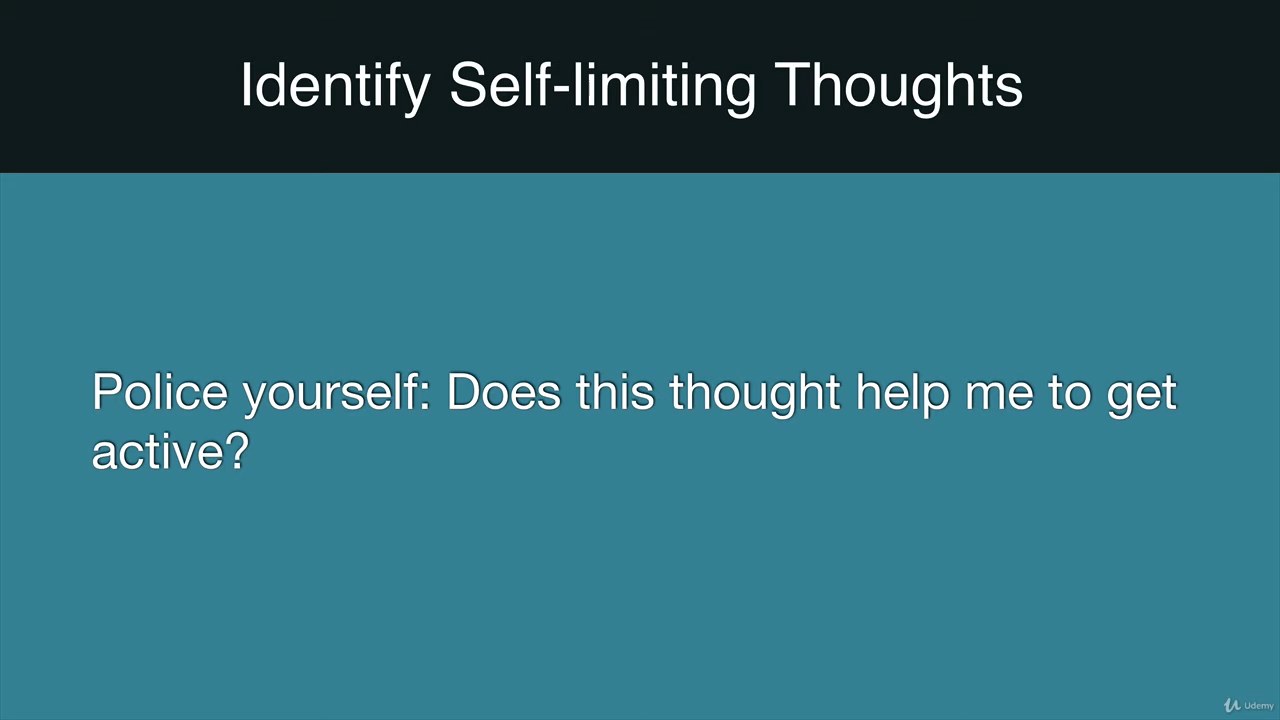 Identify Self-limiting Thoughts
Police yourself: Does this thought help me to get
active?
Udemy